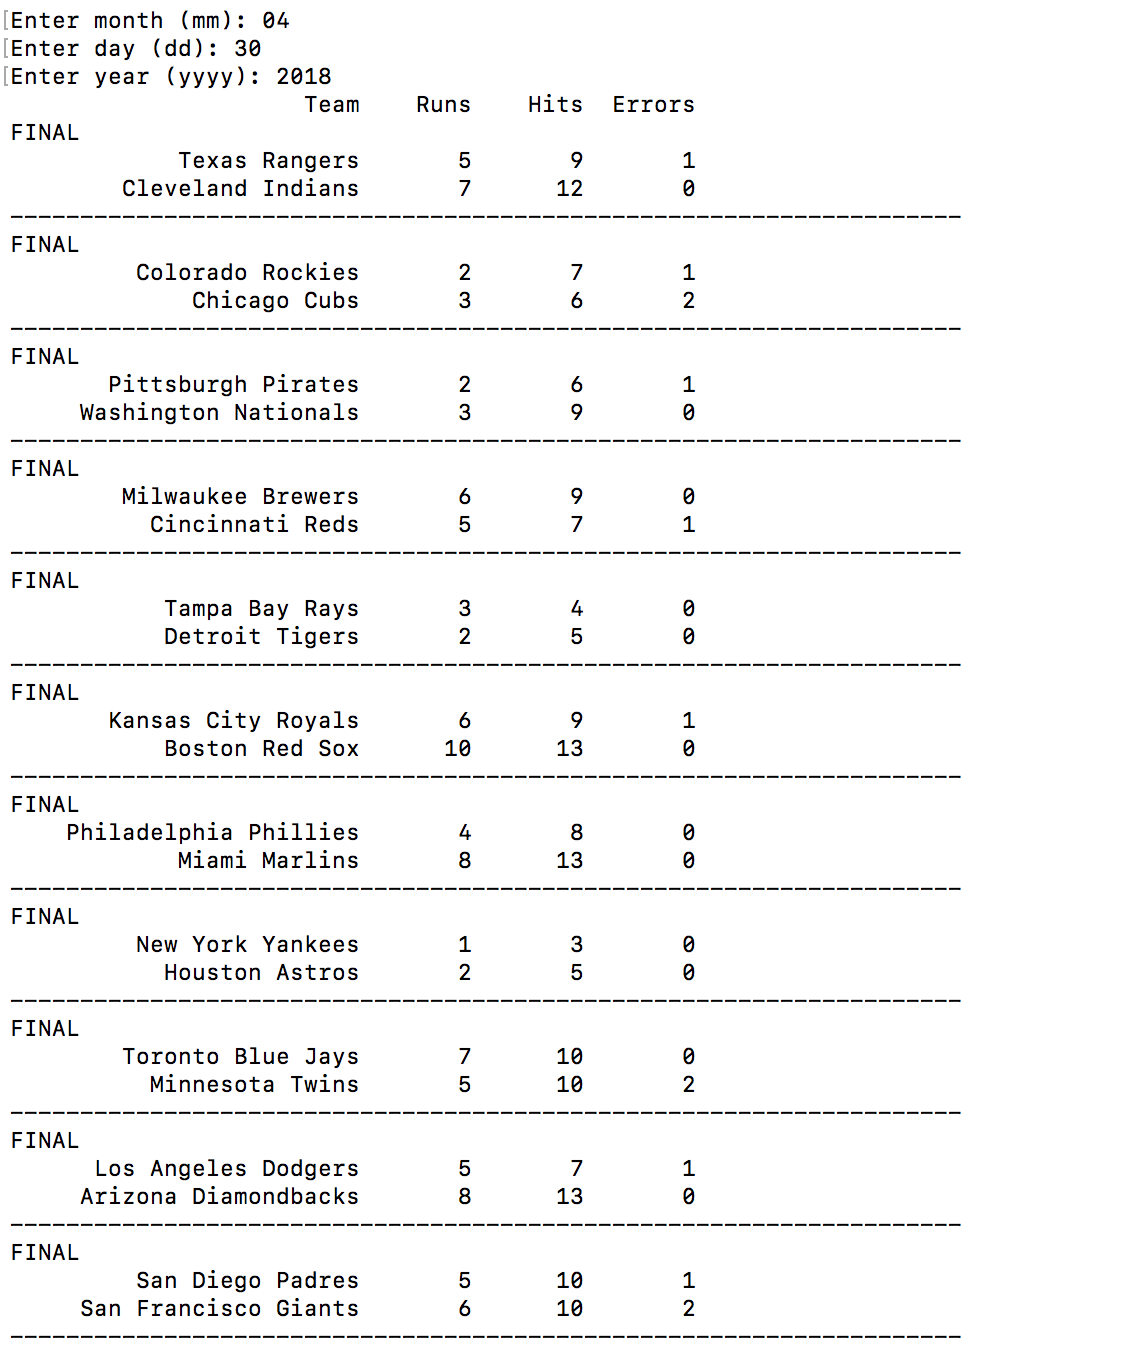 [Enter month (mm): 04
[Enter day (dd): 30
[Enter year (yyyy): 2018
                     Team    Runs    Hits  Errors
FINAL
            Texas Rangers       5       9       1
        Cleveland Indians       7      12       0
--------------------------------------------------------------------
FINAL
         Colorado Rockies       2       7       1
             Chicago Cubs       3       6       2
--------------------------------------------------------------------
FINAL
       Pittsburgh Pirates       2       6       1
     Washington Nationals       3       9       0
--------------------------------------------------------------------
FINAL
        Milwaukee Brewers       6       9       0
          Cincinnati Reds       5       7       1
--------------------------------------------------------------------
FINAL
           Tampa Bay Rays       3       4       0
           Detroit Tigers       2       5       0
--------------------------------------------------------------------
FINAL
       Kansas City Royals       6       9       1
           Boston Red Sox      10      13       0
--------------------------------------------------------------------
FINAL
    Philadelphia Phillies       4       8       0
            Miami Marlins       8      13       0
--------------------------------------------------------------------
FINAL
         New York Yankees       1       3       0
           Houston Astros       2       5       0
--------------------------------------------------------------------
FINAL
        Toronto Blue Jays       7      10       0
          Minnesota Twins       5      10       2
--------------------------------------------------------------------
FINAL
      Los Angeles Dodgers       5       7       1
     Arizona Diamondbacks       8      13       0
--------------------------------------------------------------------
FINAL
         San Diego Padres       5      10       1
     San Francisco Giants       6      10       2
--------------------------------------------------------------------